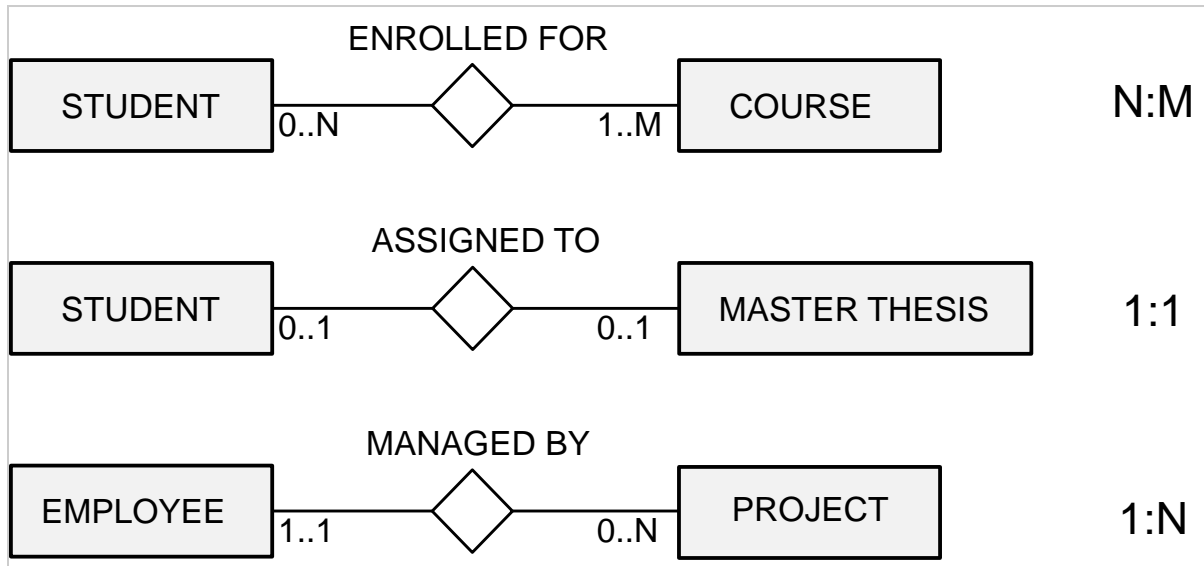 ENROLLED FOR
STUDENT
0..N
1..M
COURSE
N:M
ASSIGNED TO
STUDENT
0..1
0..1
MASTER THESIS
1:1
MANAGED BY
EMPLOYEE
1..1
0..N
PROJECT
1:N